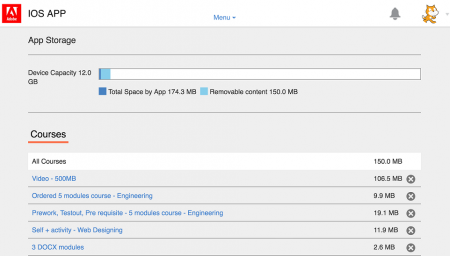 IOS APP
Menu
Adobe
App Storage
Device Capacity 12.0
GB
Total Space by App 174.3 MB Removable content 150.0 MB
Courses
All Courses 150.0 MB
Video - 500MB 106.5 MB
Ordered 5 modules course - Engineering 9.9 MB
Prework, Testout, Pre requisite - 5 modules course - Engineering 19.1 MB
Self + activity - Web Designing 11.9 MB
3 DOCX modules 2.6 MB